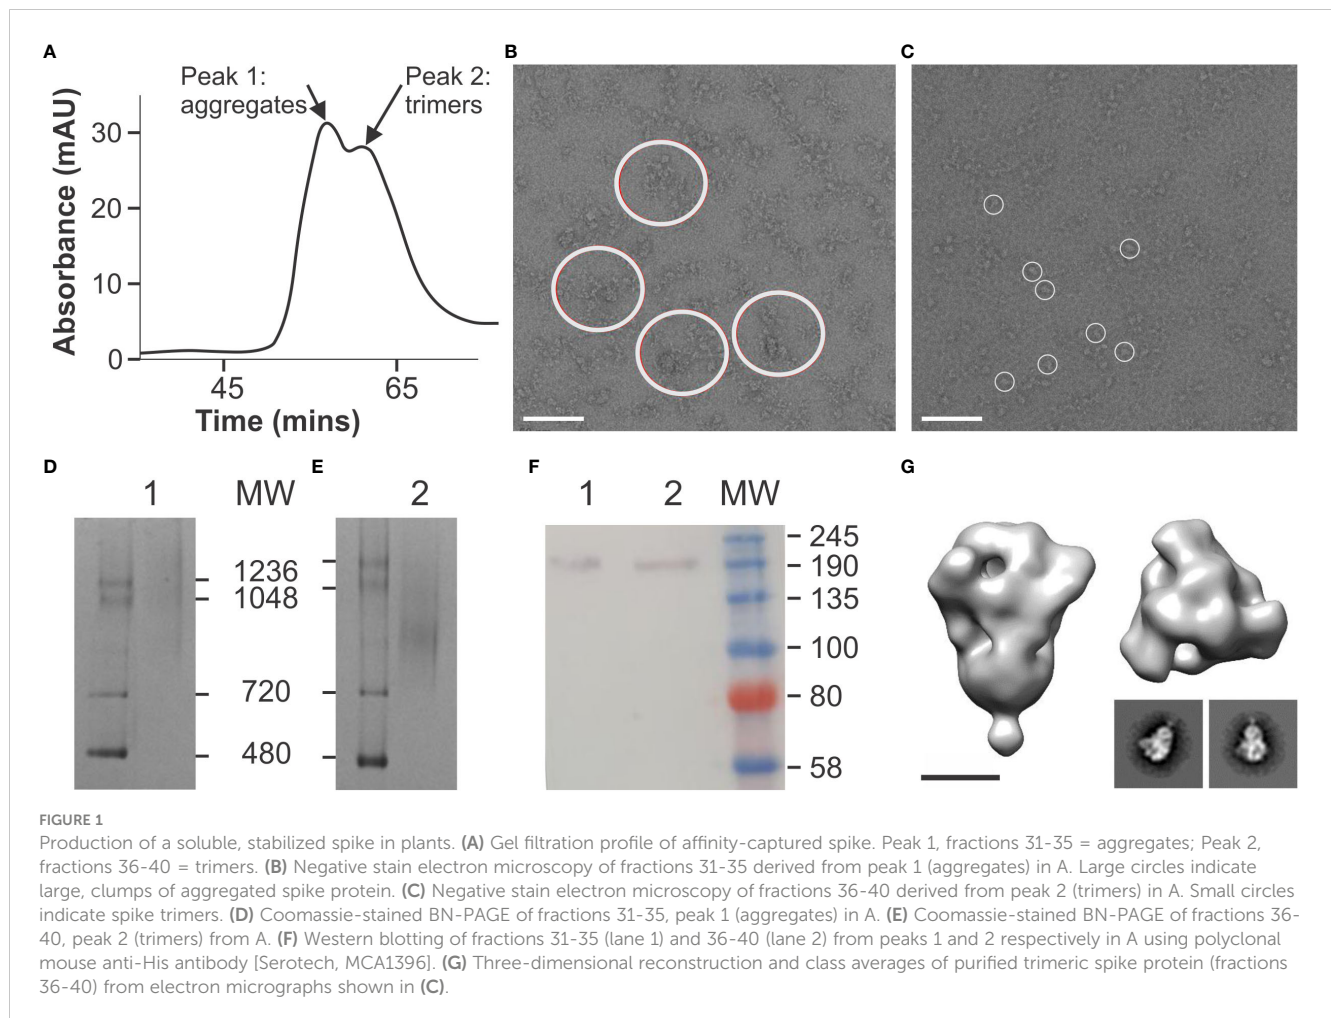 A
Peak 1:
aggregates
Peak 2:
trimers
Absorbance (mAU)
30
20
10
0
45
65
Time (mins)
B
C
D
1
MW
1236
1048
720
480
E
2
F
1
2
MW
245
190
135
100
80
58
G
FIGURE 1
Production of a soluble, stabilized spike in plants. (A) Gel filtration profile of affinity-captured spike. Peak 1, fractions 31-35 = aggregates; Peak 2,
fractions 36-40 = trimers. (B) Negative stain electron microscopy of fractions 31-35 derived from peak 1 (aggregates) in A. Large circles indicate
large, clumps of aggregated spike protein. (C) Negative stain electron microscopy of fractions 36-40 derived from peak 2 (trimers) in A. Small circles
indicate spike trimers. (D) Coomassie-stained BN-PAGE of fractions 31-35, peak 1 (aggregates) in A. (E) Coomassie-stained BN-PAGE of fractions 36-
40, peak 2 (trimers) from A. (F) Western blotting of fractions 31-35 (lane 1) and 36-40 (lane 2) from peaks 1 and 2 respectively in A using polyclonal
mouse anti-His antibody [Serotech, MCA1396]. (G) Three-dimensional reconstruction and class averages of purified trimeric spike protein (fractions
36-40) from electron micrographs shown in (C).